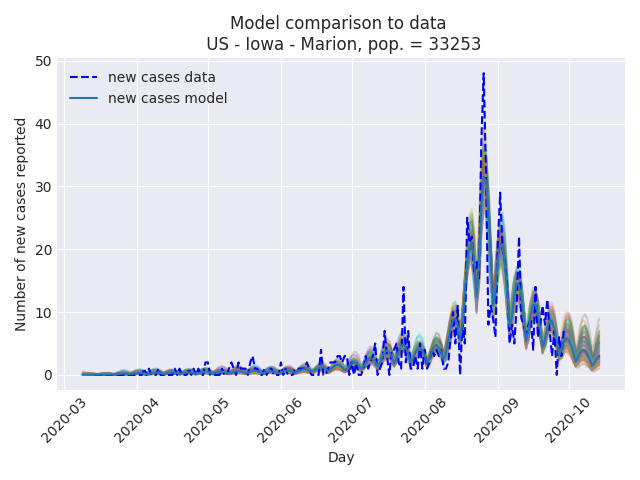 Model comparison to data
US - Iowa - Marion, pop. = 33253
new cases data
new cases model
Number of new cases reported
50
40
30
20
10
0
2020-03
2020-04
2020-05
2020-06
2020-07
2020-08
2020-09
2020-10
Day